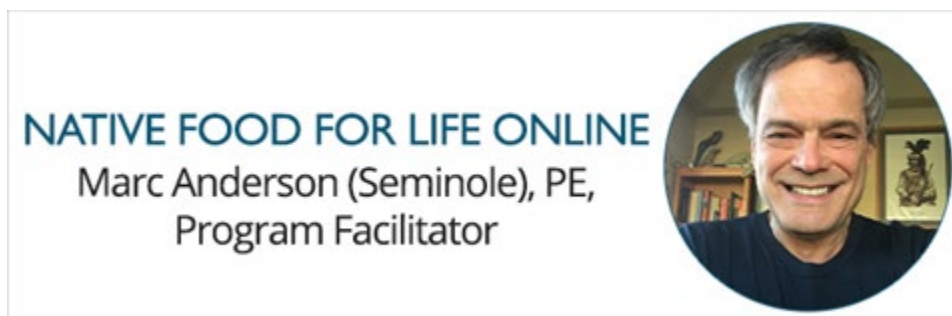 NATIVE FOOD FOR LIFE ONLINE
Marc Anderson (Seminole), PE,
Program Facilitator